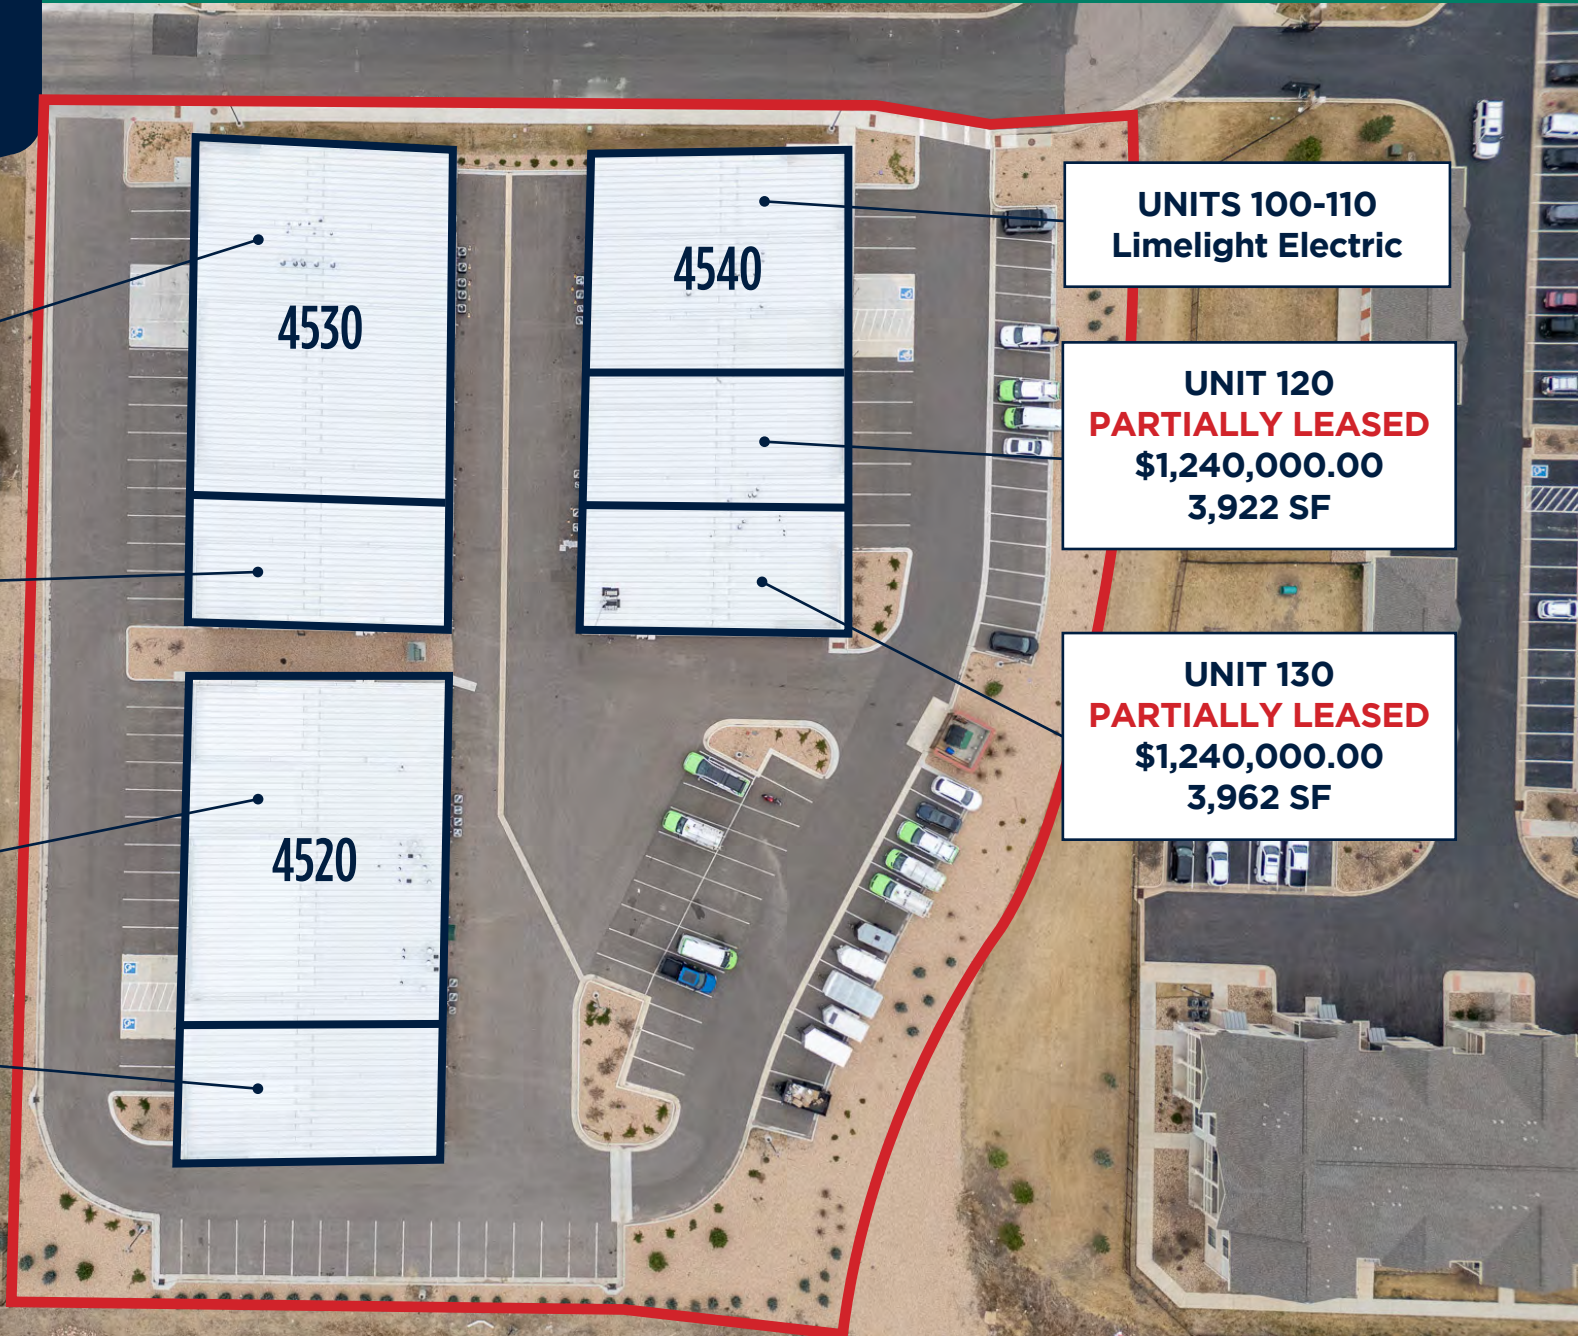 4530
4540
4520
UNITS 100-110
Limelight Electric
UNIT 120
PARTIALLY LEASED
$1,240,000.00
3,922 SF
UNIT 130
PARTIALLY LEASED
$1,240,000.00
3,962 SF